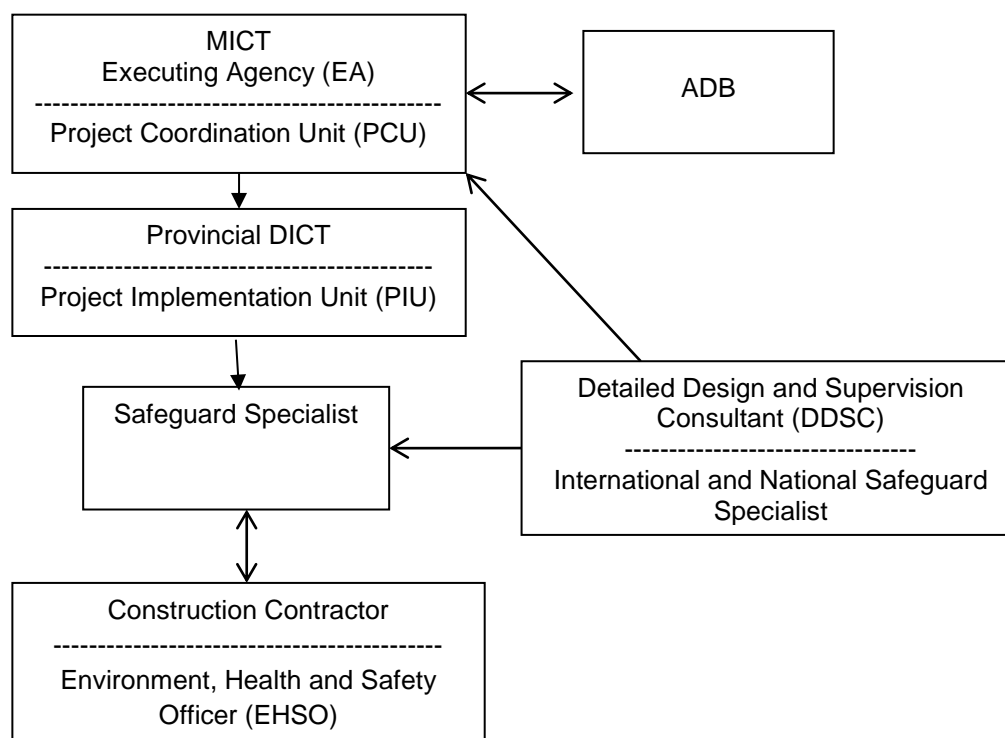 MICT
Executing Agency (EA)
---------------------------------------------
Project Coordination Unit (PCU)
ADB
Provincial DICT
-------------------------------------------
Project Implementation Unit (PIU)
Safeguard Specialist
Detailed Design and Supervision
Consultant (DDSC)
--------------------------------
International and National Safeguard
Specialist
Construction Contractor
-------------------------------------------
Environment, Health and Safety
Officer (EHSO)